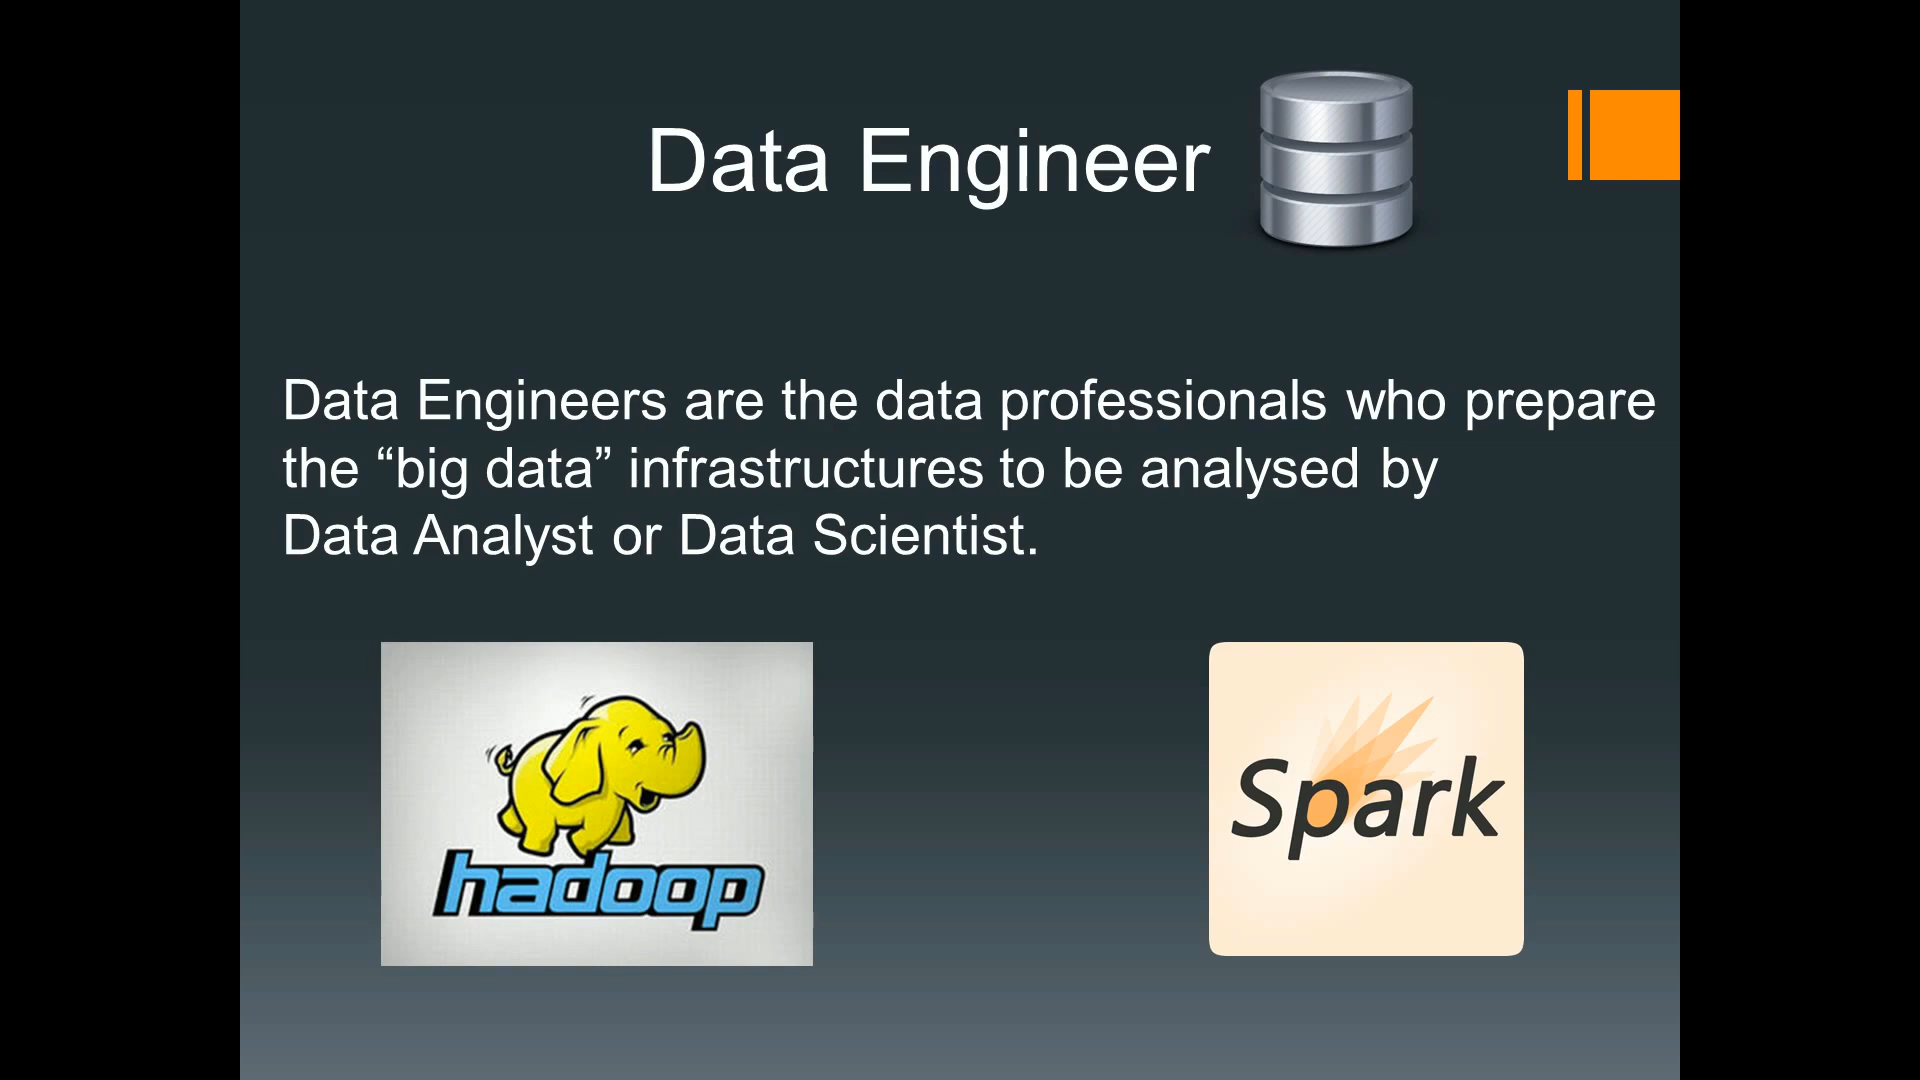 Data Engineer
Data Engineers are the data professionals who prepare
the “big data” infrastructures to be analysed by
Data Analyst or Data Scientist.
hadoop
Spark